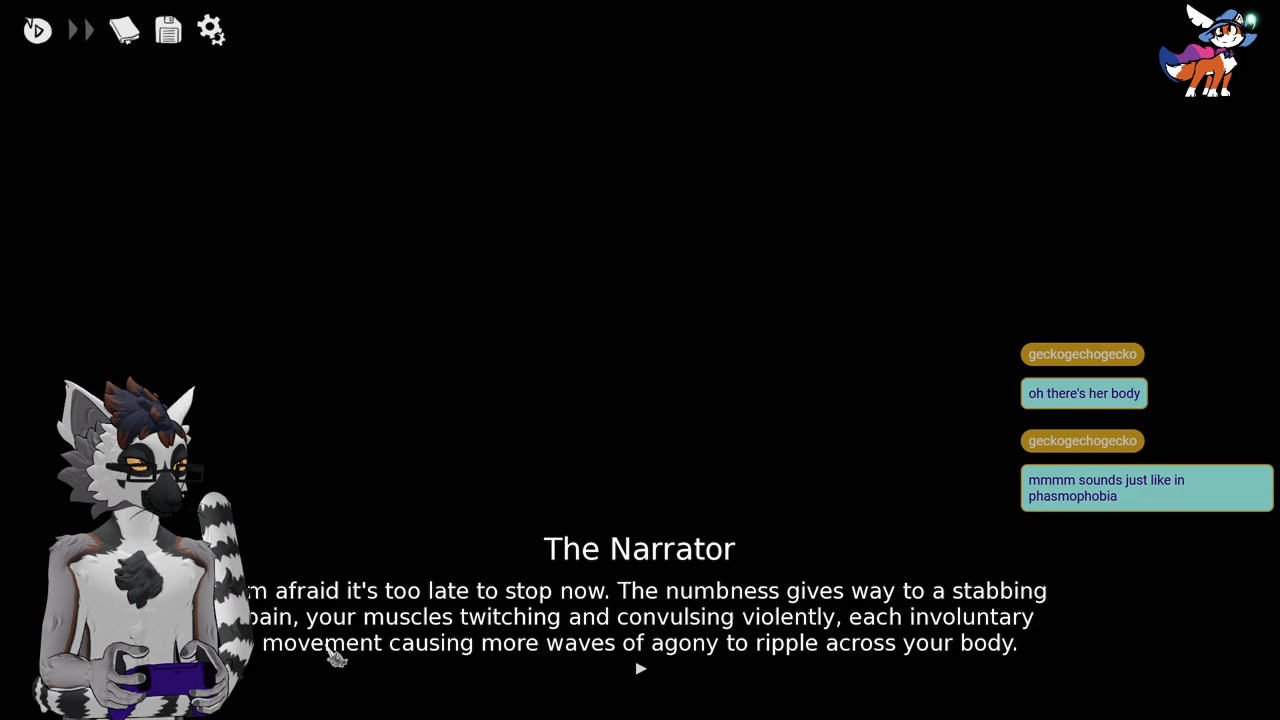 geckogechogecko
oh there's her body
geckogechogecko
mmmm sounds just like in
phasmophobia
The Narrator
m afraid it's too late to stop now. The numbness gives way to a stabbing
pain, your muscles twitching and convulsing violently, each involuntary
movement causing more waves of agony to ripple across your body.